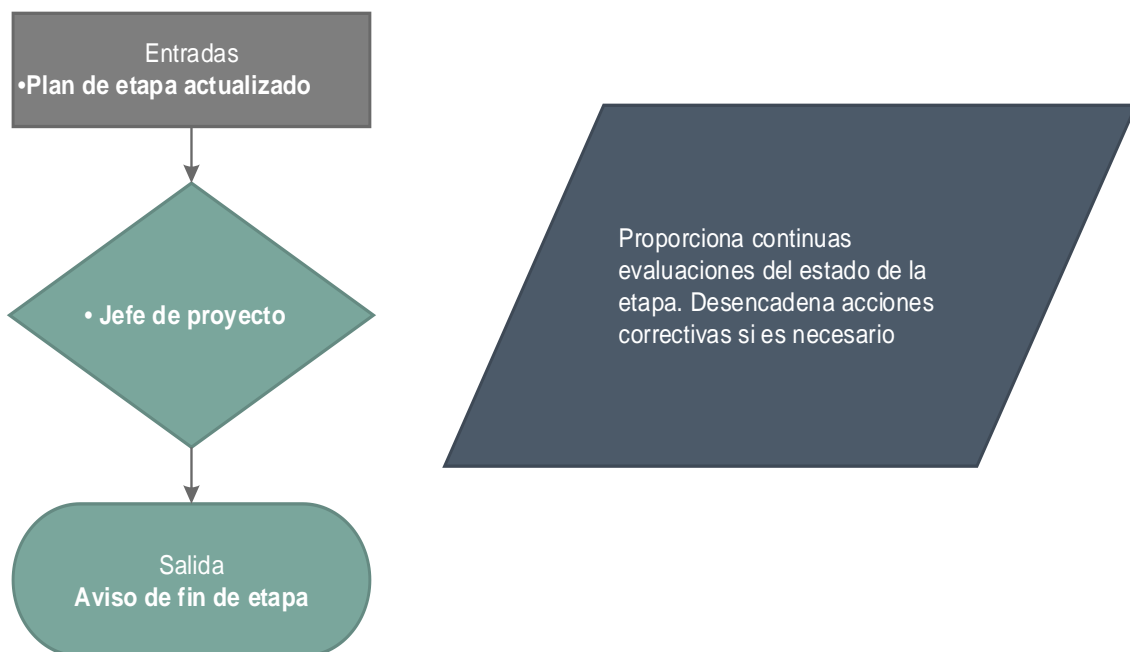 Entradas
•Plan de etapa actualizado
• Jefe de proyecto
Salida
Aviso de fin de etapa
Proporciona continuas
evaluaciones del estado de la
etapa. Desencadena acciones
correctivas si es necesario